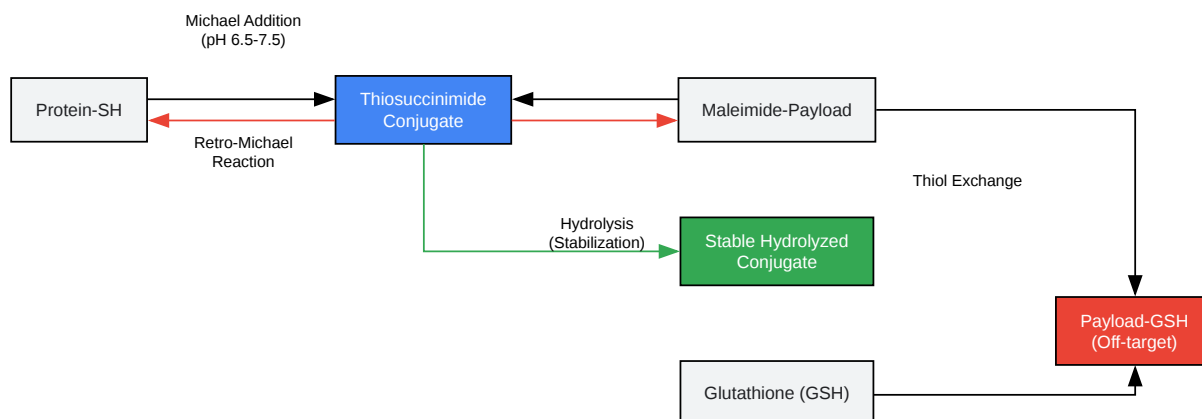 Michael Addition
(pH 6.5-7.5)
Protein-SH
Thiosuccinimide
Conjugate
Maleimide-Payload
Retro-Michael
Reaction
Thiol Exchange
Hydrolysis
(Stabilization)
Stable Hydrolyzed
Conjugate
Payload-GSH
(Off-target)
Glutathione (GSH)